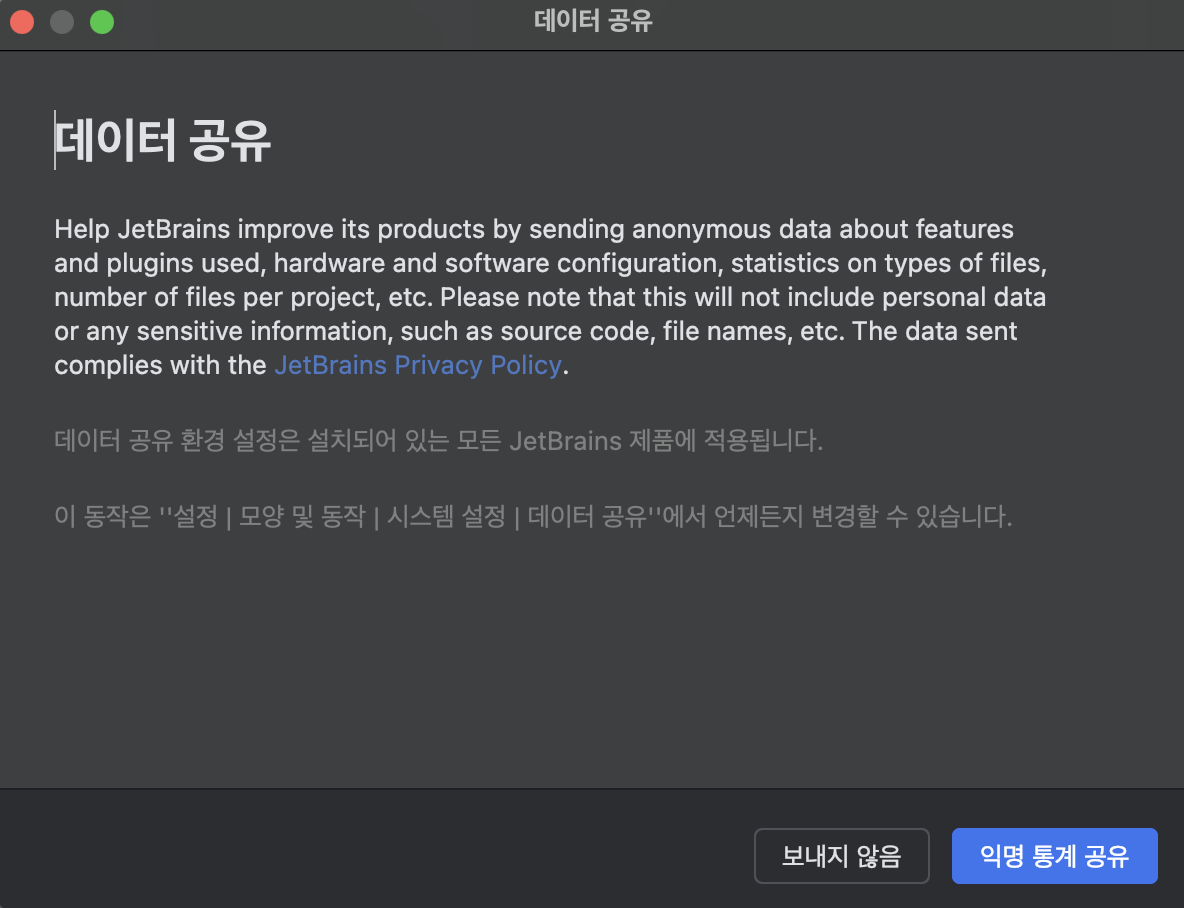 데이터 공유
데이터 공유
Help JetBrains improve its products by sending anonymous data about features
and plugins used, hardware and software configuration, statistics on types of files,
number of files per project, etc. Please note that this will not include personal data
or any sensitive information, such as source code, file names, etc. The data sent
complies with the JetBrains Privacy Policy.
데이터 공유 환경 설정은 설치되어 있는 모든 JetBrains 제품에 적용됩니다.
이 동작은 ''설정 | 모양 및 동작 | 시스템 설정 | 데이터 공유''에서 언제든지 변경할 수 있습니다.
보내지 않음
익명 통계 공유